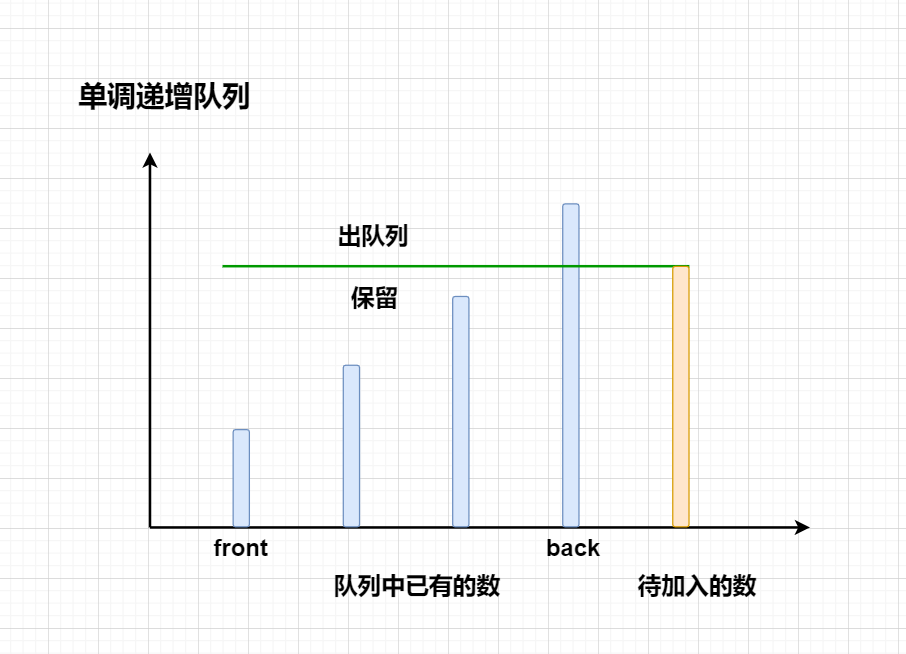 单调递增队列
出队列
保留
front
back
队列中已有的数
待加入的数